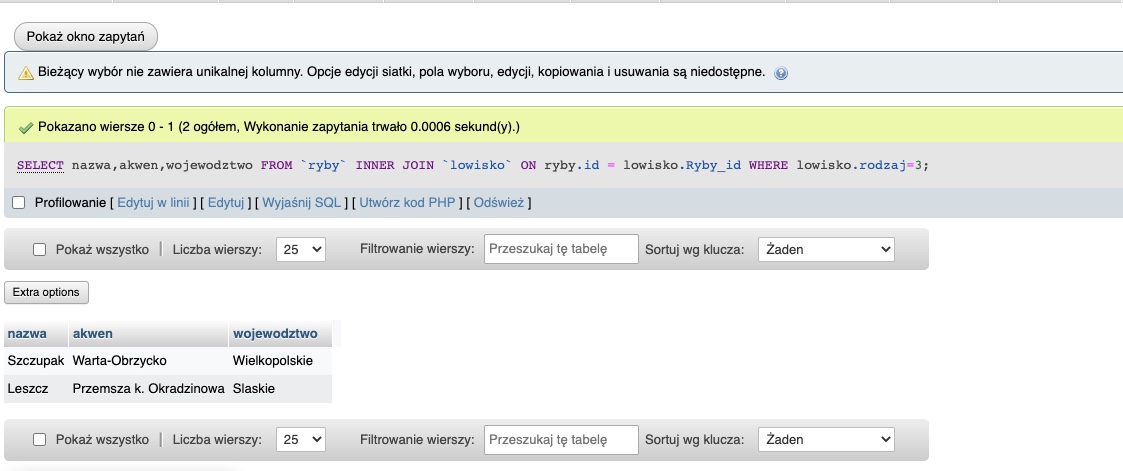 Pokaż okno zapytań
Bieżący wybór nie zawiera unikalnej kolumny. Opcje edycji siatki, pola wyboru, edycji, kopiowania i usuwania są niedostępne.
Pokazano wiersze 0 - 1 (2 ogółem, Wykonanie zapytania trwało 0.0006 sekund(y).)
SELECT nazwa,akwen,wojewodztwo FROM `ryby` INNER JOIN `lowisko` ON ryby.id = lowisko.Ryby_id WHERE lowisko.rodzaj=3;
Profilowanie [ Edytuj w linii ] [ Edytuj ] [ Wyjaśnij SQL ] [ Utwórz kod PHP ] [ Odśwież ]
Pokaż wszystko | Liczba wierszy: 25 Filtrowanie wierszy: Przeszukaj tę tabelę Sortuj wg klucza: Żaden
Extra options
nazwa akwen wojewodztwo
Szczupak Warta-Obrzycko Wielkopolskie
Leszcz Przemsza k. Okradzinowa Slaskie
Pokaż wszystko | Liczba wierszy: 25 Filtrowanie wierszy: Przeszukaj tę tabelę Sortuj wg klucza: Żaden